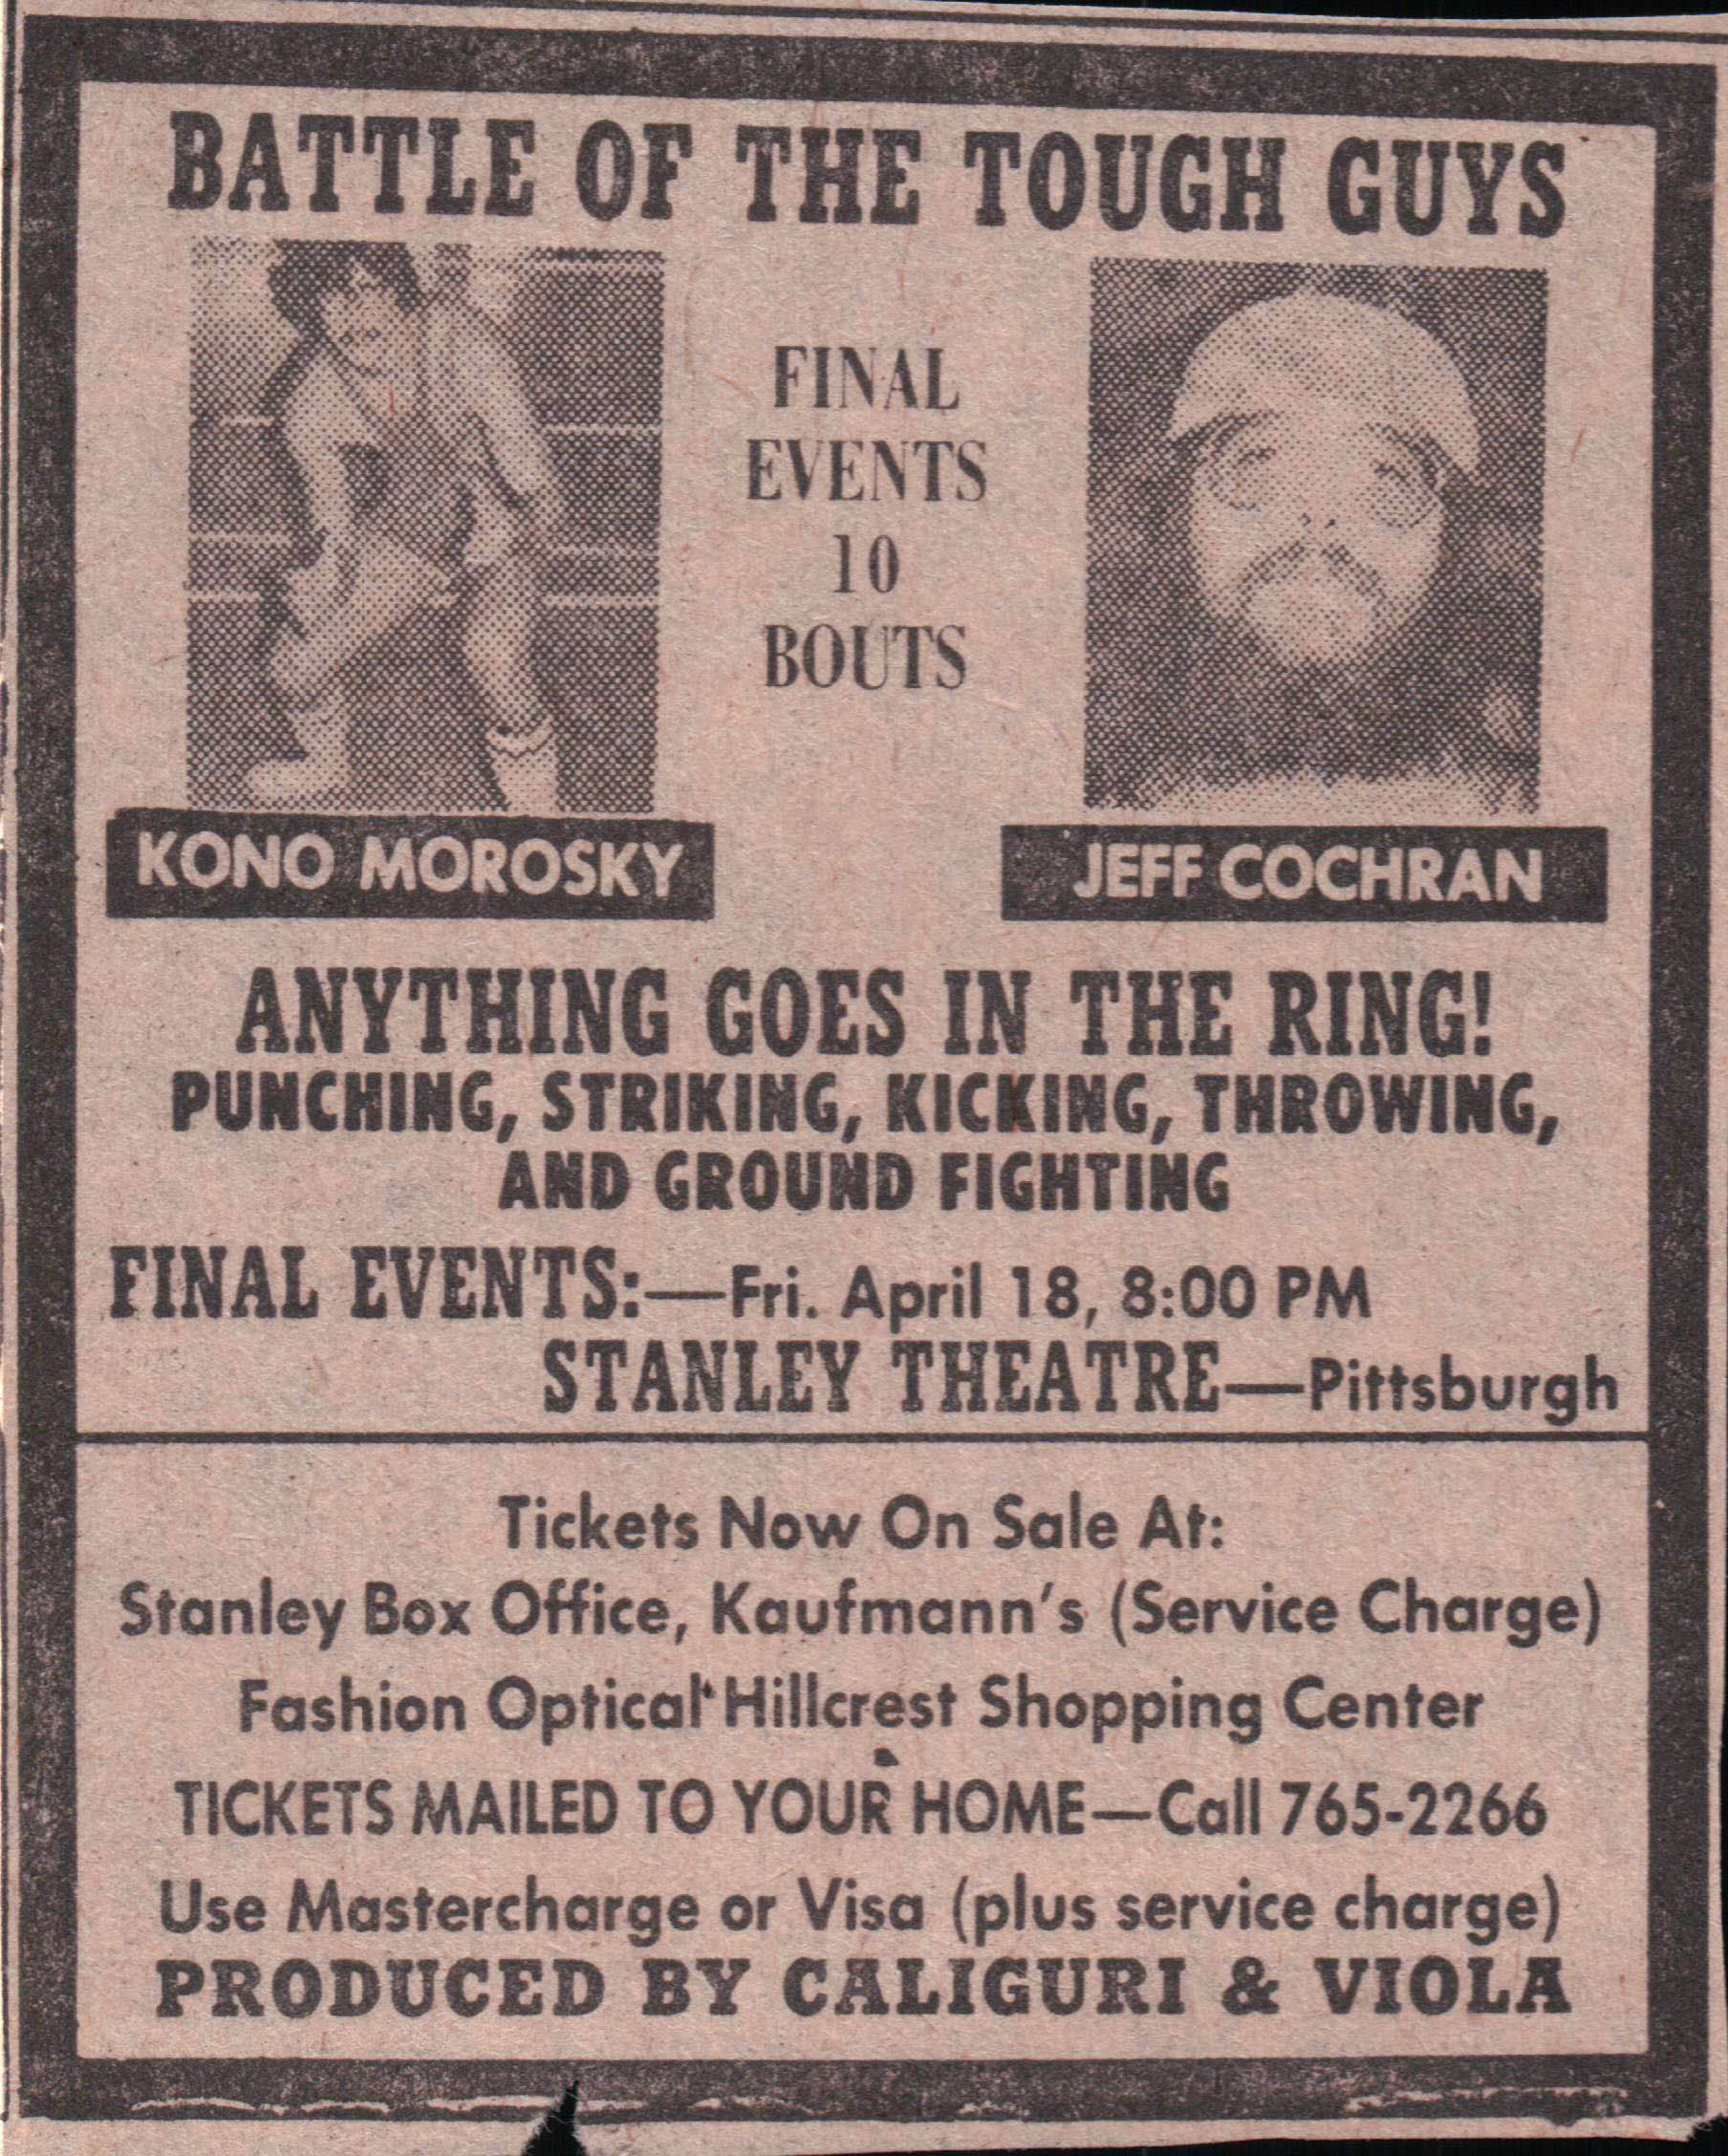 BATTLE OF THE TOUGH GUYS
FINAL
EVENTS
10
BOUTS
KONO MOROSKY
JEFF COCHRAN
ANYTHING GOES IN THE RING!
PUNCHING, STRIKING, KICKING, THROWING,
AND GROUND FIGHTING
FINAL EVENTS:—Fri. April 18, 8:00 PM
STANLEY THEATRE—Pittsburgh
Tickets Now On Sale At:
Stanley Box Office, Kaufmann's (Service Charge)
Fashion Optical Hillcrest Shopping Center
TICKETS MAILED TO YOUR HOME—Call 765-2266
Use Mastercharge or Visa (plus service charge)
PRODUCED BY CALIGURI & VIOLA